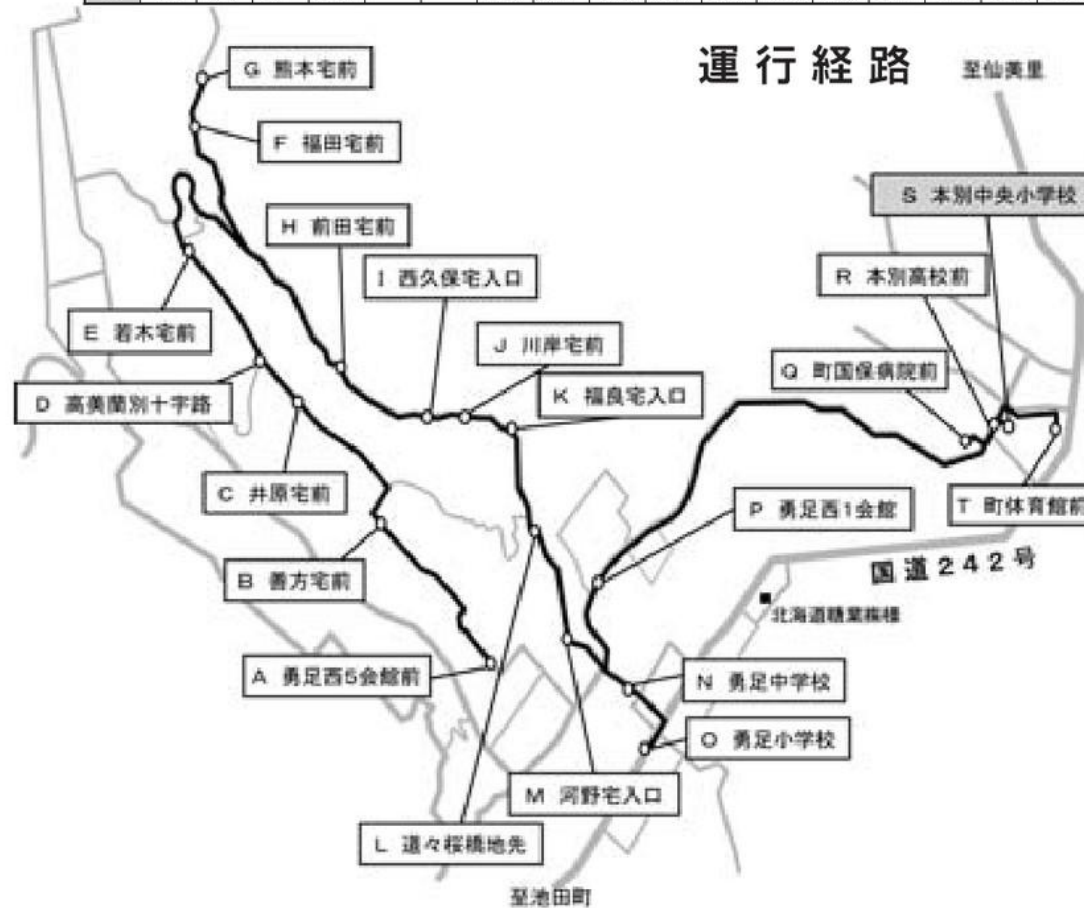 運行経路
至仙美里
G 熊本宅前
F 福田宅前
S 本別中央小学校
H 前田宅前
I 西久保宅入口
R 本別高校前
E 若木宅前
J 川岸宅前
Q 町国保病院前
D 高美蘭別十字路
K 福良宅入口
C 井原宅前
P 勇足西1会館
T 町体育館前
国道242号
B 善方宅前
北海道糖業㈱様
A 勇足西5会館前
N 勇足中学校
O 勇足小学校
M 河野宅入口
L 道々桜橋地先
至池田町